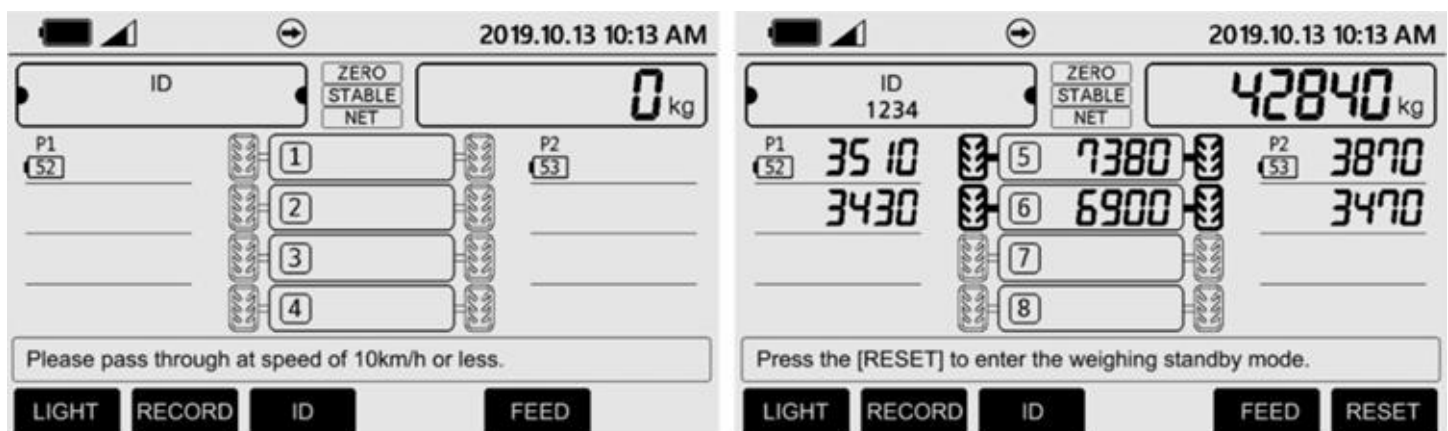 2019.10.13 10:13 AM
ID
ZERO
STABLE
NET
0 kg
P1
52
1
P2
53
2
3
4
Please pass through at speed of 10km/h or less.
LIGHT RECORD ID FEED
2019.10.13 10:13 AM
ID
1234
ZERO
STABLE
NET
42840 kg
P1
52
3510
5 7380
P2
53
3870
3430 6 6900 3470
7
8
Press the [RESET] to enter the weighing standby mode.
LIGHT RECORD ID FEED RESET